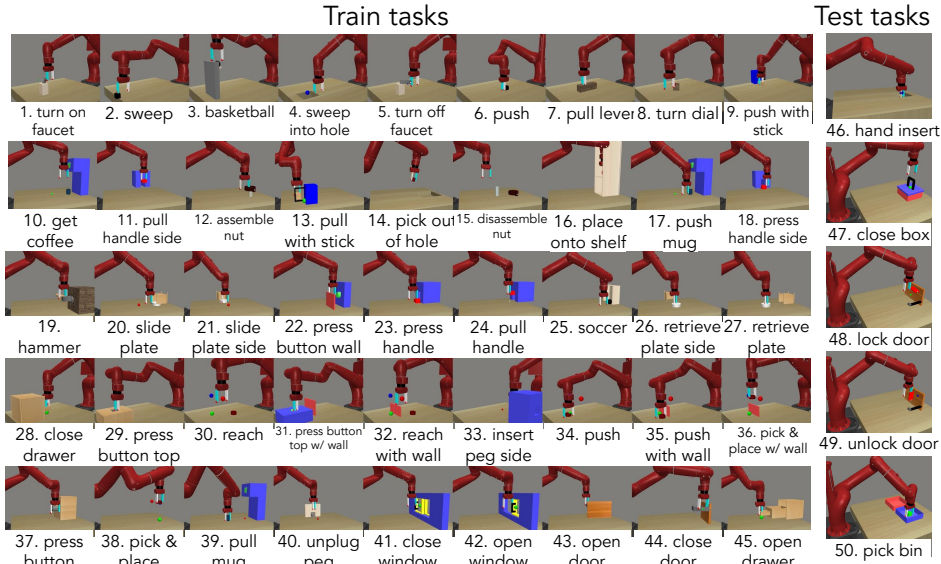 Train tasks
Test tasks
1. turn on
faucet
2. sweep
3. basketball
4. sweep
into hole
5. turn off
faucet
6. push
7. pull lever
8. turn dial
9. push with
stick
46. hand insert
10. get
coffee
11. pull
handle side
12. assemble
nut
13. pull
with stick
14. pick out
of hole
15. disassemble
nut
16. place
onto shelf
17. push
mug
18. press
handle side
47. close box
19.
hammer
20. slide
plate
21. slide
plate side
22. press
button wall
23. press
handle
24. pull
handle
25. soccer
26. retrieve
plate side
27. retrieve
plate
48. lock door
28. close
drawer
29. press
button top
30. reach
31. press button
top w/ wall
32. reach
with wall
33. insert
peg side
34. push
35. push
with wall
36. pick &
place w/ wall
49. unlock door
37. press
button
38. pick &
place
39. pull
mug
40. unplug
peg
41. close
window
42. open
window
43. open
door
44. close
door
45. open
drawer
50. pick bin